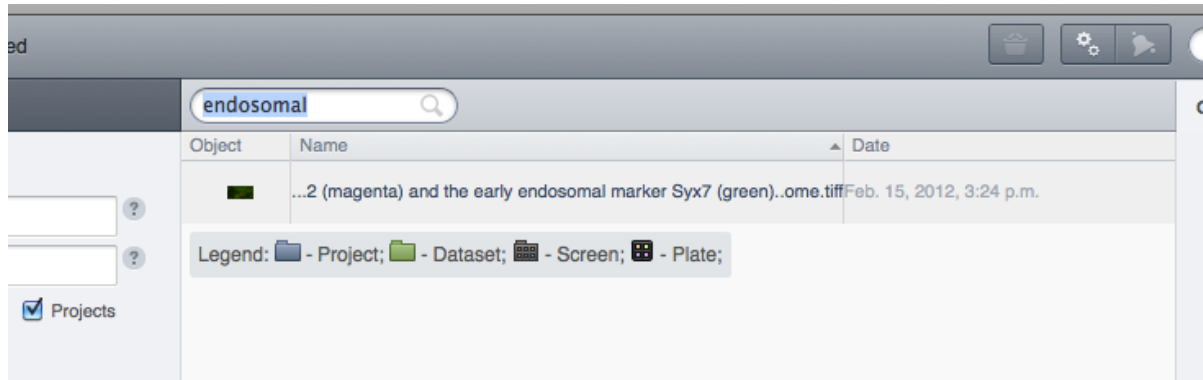 ed
endosomal
Object Name Date
...2 (magenta) and the early endosomal marker Syx7 (green)..ome.tiff Feb. 15, 2012, 3:24 p.m.
?
Legend: - Project; - Dataset; - Screen; - Plate;
?
Projects